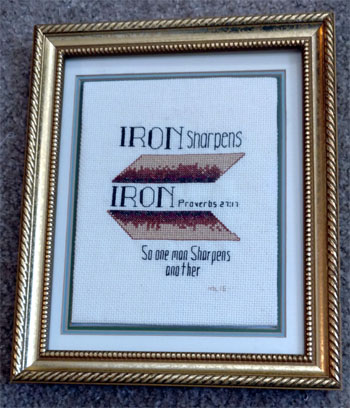 IRON Sharpens
IRON Proverbs 27:17
So one man Sharpens
another